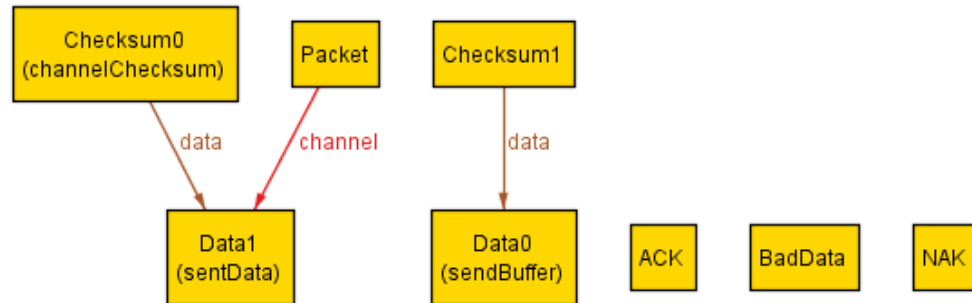 Checksum0
(channelChecksum)
Packet
Checksum1
data
channel
data
Data1
(sentData)
Data0
(sendBuffer)
ACK
BadData
NAK